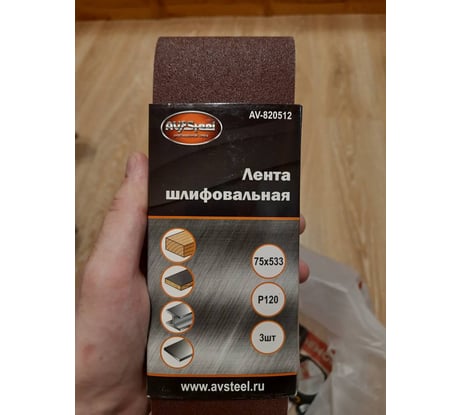 AV-820512
AV Steel
Лента
шлифовальная
75x533
P120
3шт
www.avsteel.ru